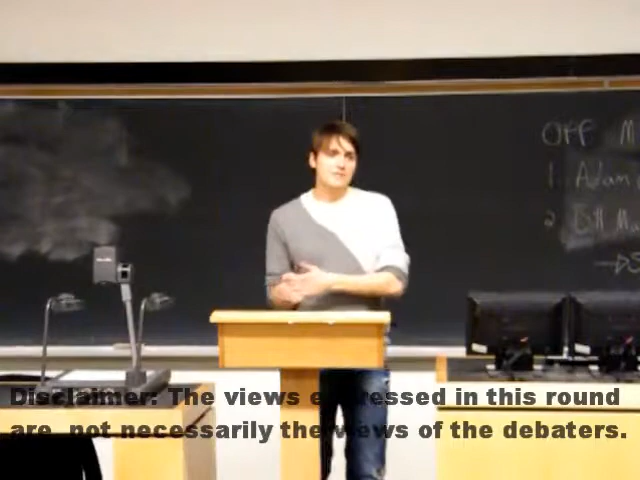 OFF M
1. Adam
2.
Disclaimer: The views expressed in this round
are not necessarily the views of the debaters.